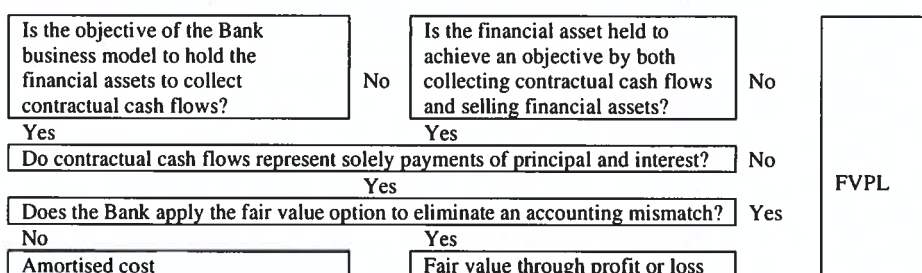 Is the objective of the Bank
business model to hold the
financial assets to collect
contractual cash flows?
No
Is the financial asset held to
achieve an objective by both
collecting contractual cash flows
and selling financial assets?
No
Yes
Yes
Do contractual cash flows represent solely payments of principal and interest?
No
Yes
FVPL
Does the Bank apply the fair value option to eliminate an accounting mismatch?
Yes
No
Yes
Amortised cost
Fair value through profit or loss